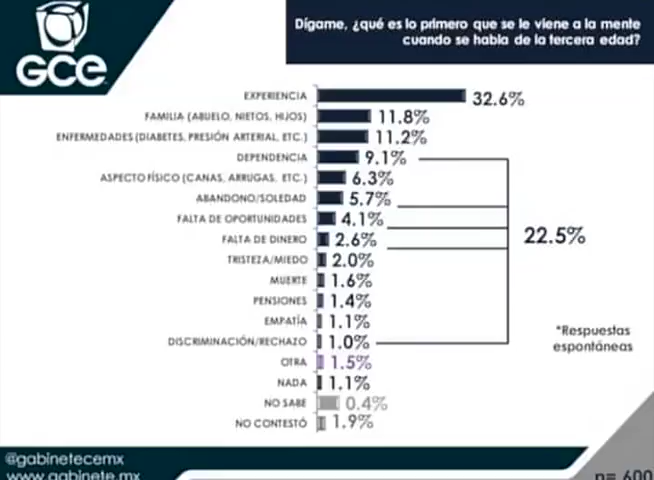 GCE
Dígame, ¿qué es lo primero que se le viene a la mente
cuando se habla de la tercera edad?
EXPERIENCIA 32.6%
FAMILIA (ABUELO, NIETOS, HIJOS) 11.8%
ENFERMEDADES (DIABETES, PRESIÓN ARTERIAL, ETC.) 11.2%
DEPENDENCIA 9.1%
ASPECTO FÍSICO (CANAS, ARRUGAS, ETC.) 6.3%
ABANDONO/SOLEDAD 5.7%
FALTA DE OPORTUNIDADES 4.1%
FALTA DE DINERO 2.6%
22.5%
TRISTEZA/MIEDO 2.0%
MUERTE 1.6%
PENSIONES 1.4%
EMPATÍA 1.1%
DISCRIMINACIÓN/RECHAZO 1.0%
*Respuestas
espontáneas
OTRA 1.5%
NADA 1.1%
NO SABE 0.4%
NO CONTESTÓ 1.9%
@gabinetecemx
www.gabinete.mx
n= 600